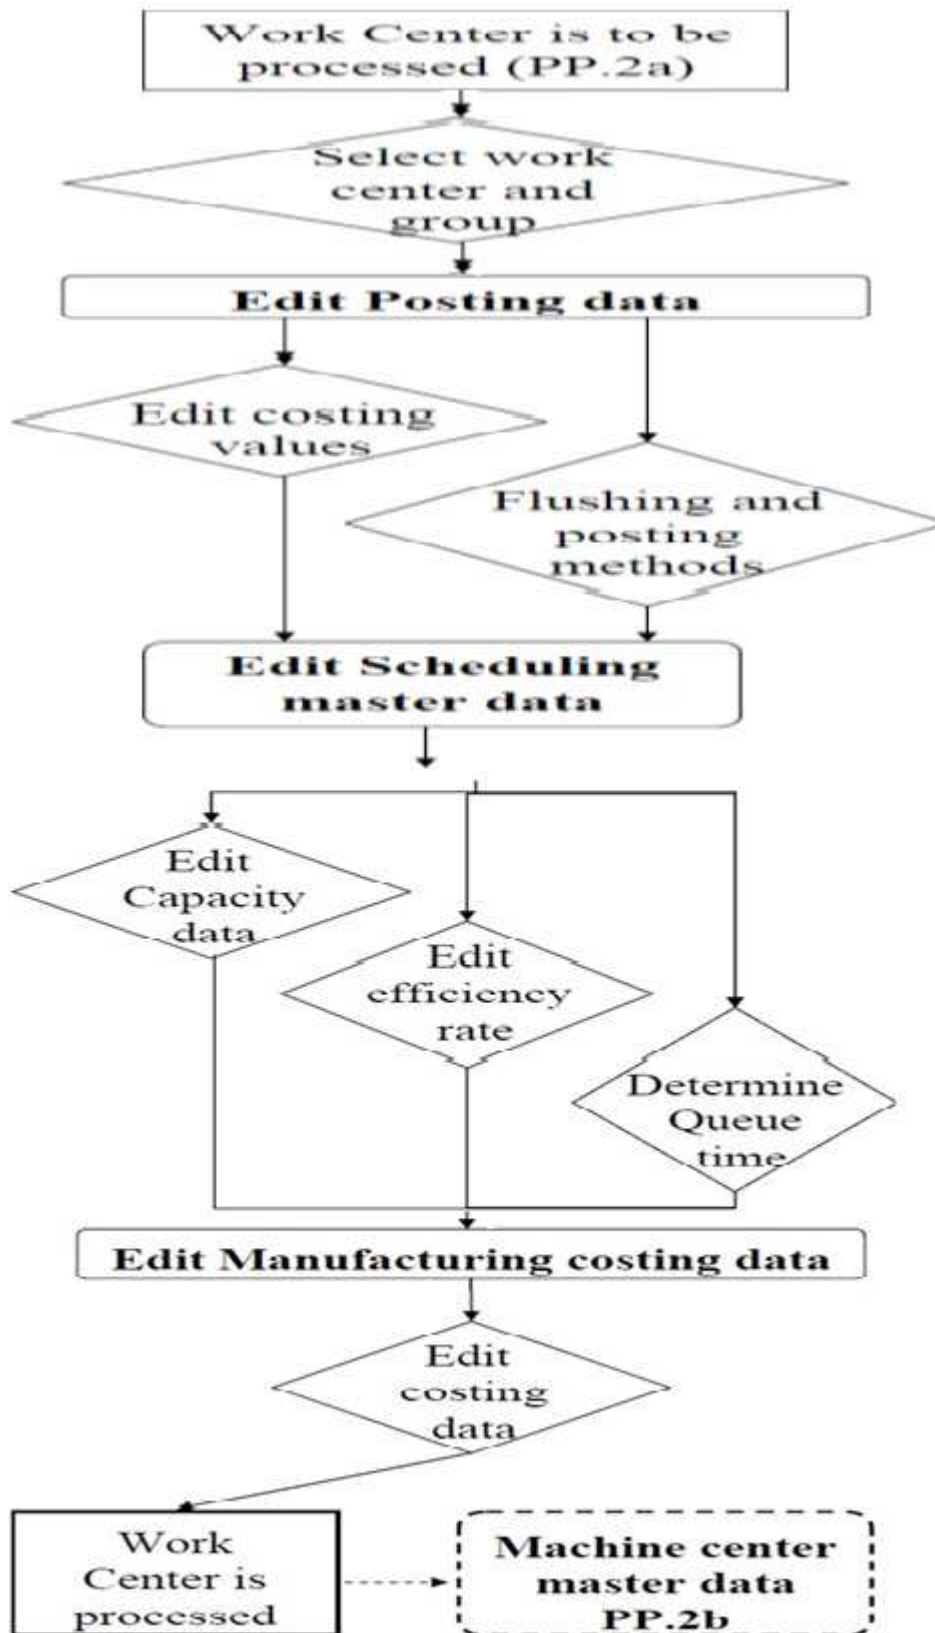 Work Center is to be
processed (PP.2a)
Select work
center and
group
Edit Posting data
Edit costing
values
Flushing and
posting
methods
Edit Scheduling
master data
Edit
Capacity
data
Edit
efficiency
rate
Determine
Queue
time
Edit Manufacturing costing data
Edit
costing
data
Work
Center is
processed
Machine center
master data
PP.2b